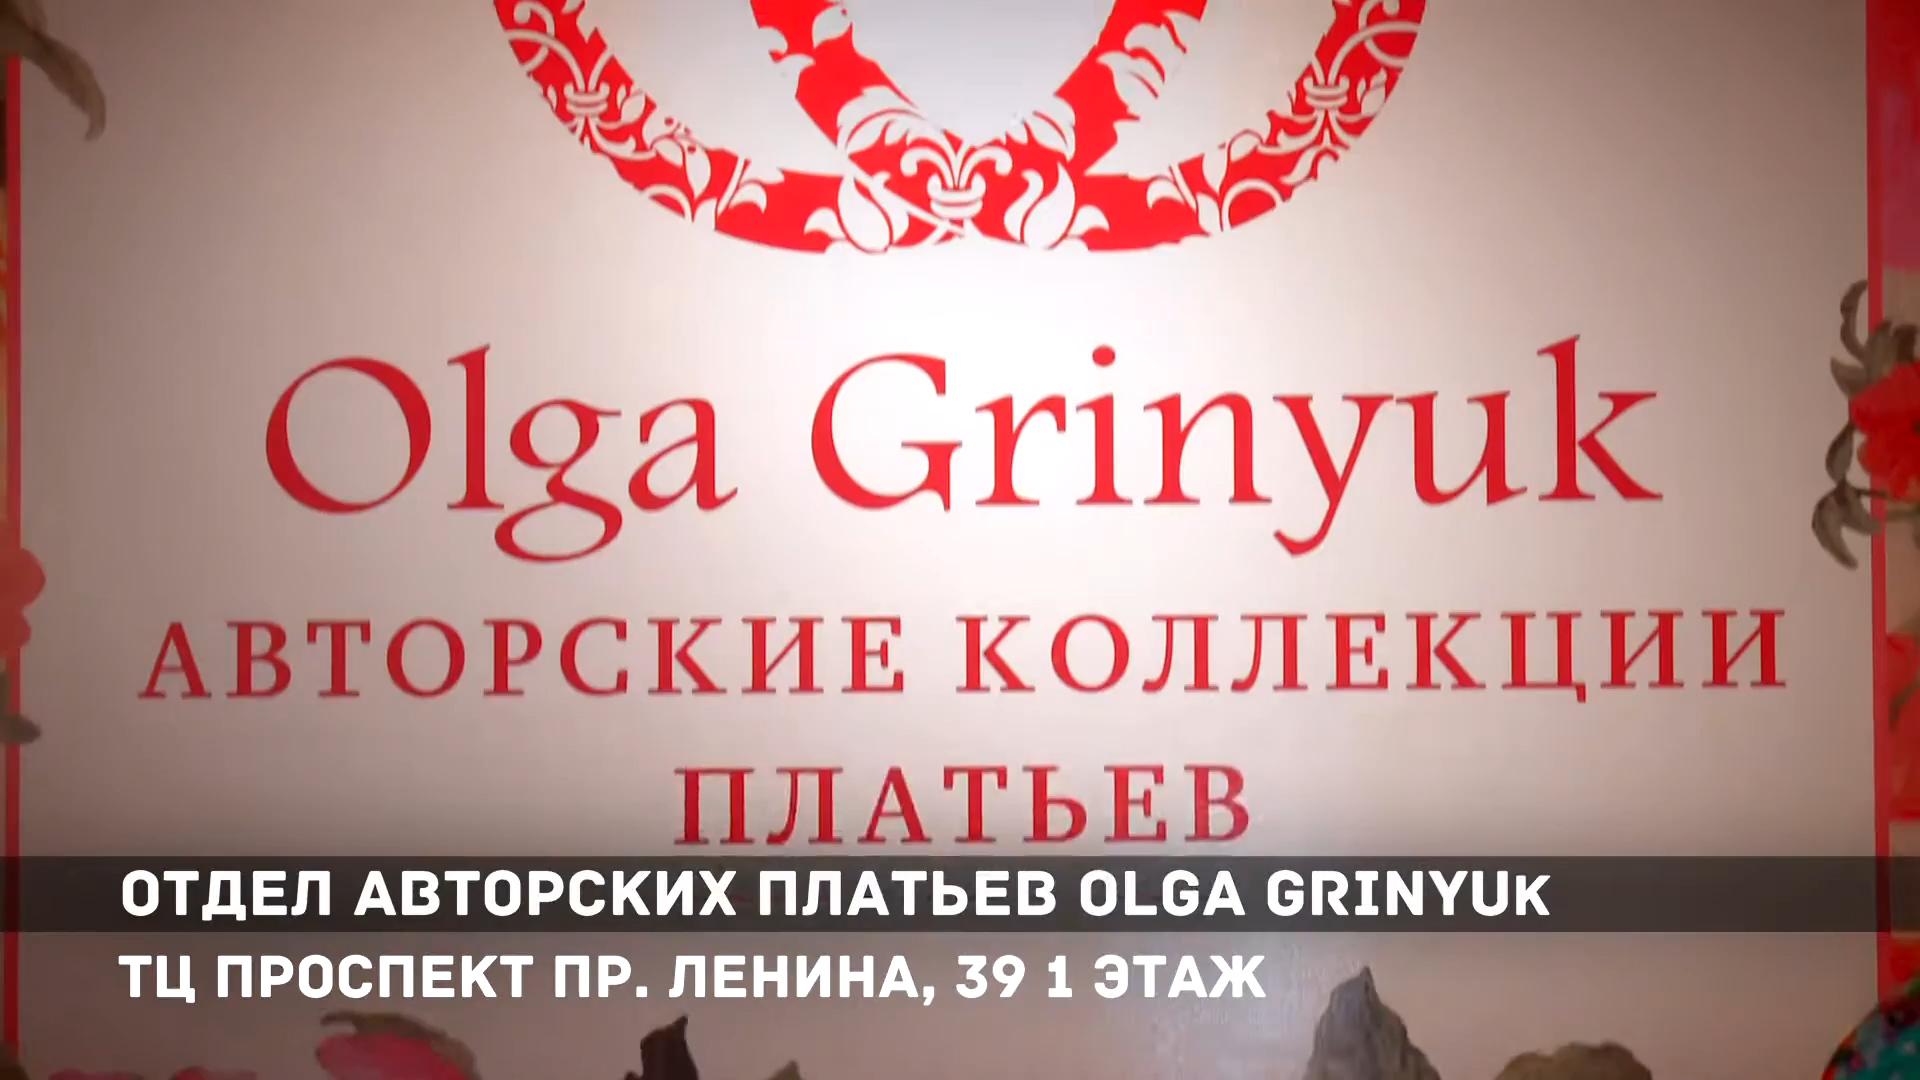 Olga Grinyuk
АВТОРСКИЕ КОЛЛЕКЦИИ
ПЛАТЬЕВ
ОТДЕЛ АВТОРСКИХ ПЛАТЬЕВ OLGA GRINYUK
ТЦ ПРОСПЕКТ ПР. ЛЕНИНА, 39 1 ЭТАЖ